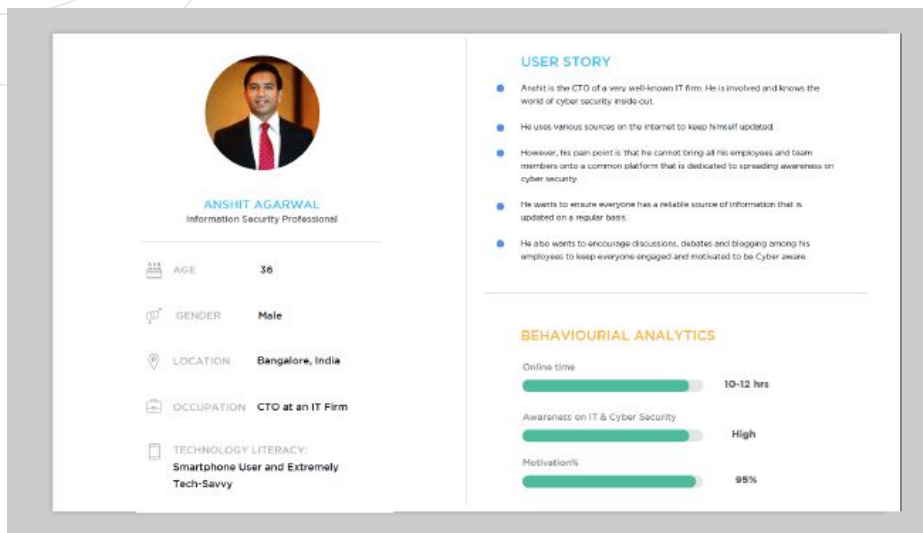 ANSHIT AGARWAL
Information Security Professional
AGE 36
GENDER Male
LOCATION Bangalore, India
OCCUPATION CTO at an IT Firm
TECHNOLOGY LITERACY:
Smartphone User and Extremely
Tech-Savvy
USER STORY
Anshit is the CTO of a very well-known IT firm. He is involved and knows the
world of cyber security inside out.
He uses various sources on the internet to keep himself updated.
However, his pain point is that he cannot bring all his employees and team
members onto a common platform that is dedicated to spreading awareness on
cyber security.
He wants to ensure everyone has a reliable source of information that is
updated on a regular basis.
He also wants to encourage discussions, debates and blogging among his
employees to keep everyone engaged and motivated to be Cyber aware.
BEHAVIOURIAL ANALYTICS
Online time
10-12 hrs
Awareness on IT & Cyber Security
High
Motivation%
95%